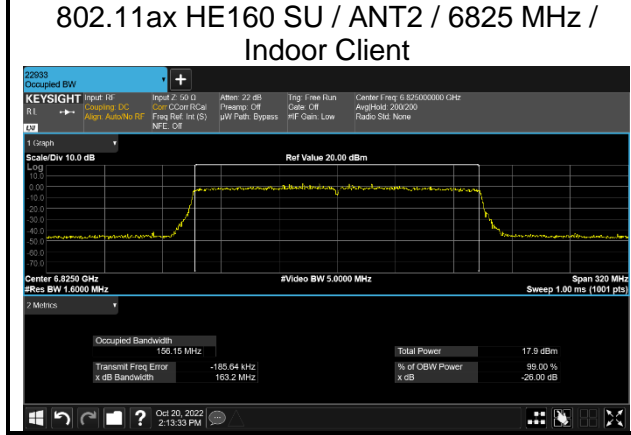 802.11ax HE160 SU / ANT2 / 6825 MHz /
Indoor Client
22933
Occupied BW
KEYSIGHT Input: RF Input Z: 50 Ω Atten: 22 dB Trig: Free Run Center Freq: 6.825000000 GHz
R L Coupling: DC Corr CCorr RCal Preamp: Off Gate: Off Avg|Hold: 200/200
Align: Auto/No RF Freq Ref: Int (S) µW Path: Bypass #IF Gain: Low Radio Std: None
NFE: Off
1 Graph
Scale/Div 10.0 dB Ref Value 20.00 dBm
Log
10.0
0.00
-10.0
-20.0
-30.0
-40.0
-50.0
-60.0
-70.0
Center 6.8250 GHz #Video BW 5.0000 MHz Span 320 MHz
#Res BW 1.6000 MHz Sweep 1.00 ms (1001 pts)
2 Metrics
Occupied Bandwidth
156.15 MHz Total Power 17.9 dBm
Transmit Freq Error -185.64 kHz % of OBW Power 99.00 %
x dB Bandwidth 163.2 MHz x dB -26.00 dB
Oct 20, 2022
2:13:33 PM